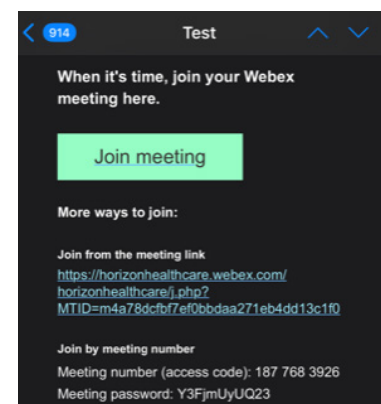 914
Test
When it's time, join your Webex
meeting here.
Join meeting
More ways to join:
Join from the meeting link
https://horizonhealthcare.webex.com/
horizonhealthcare/j.php?
MTID=m4a78dcfbf7ef0bbdaa271eb4dd13c1f0
Join by meeting number
Meeting number (access code): 187 768 3926
Meeting password: Y3FjmUyUQ23